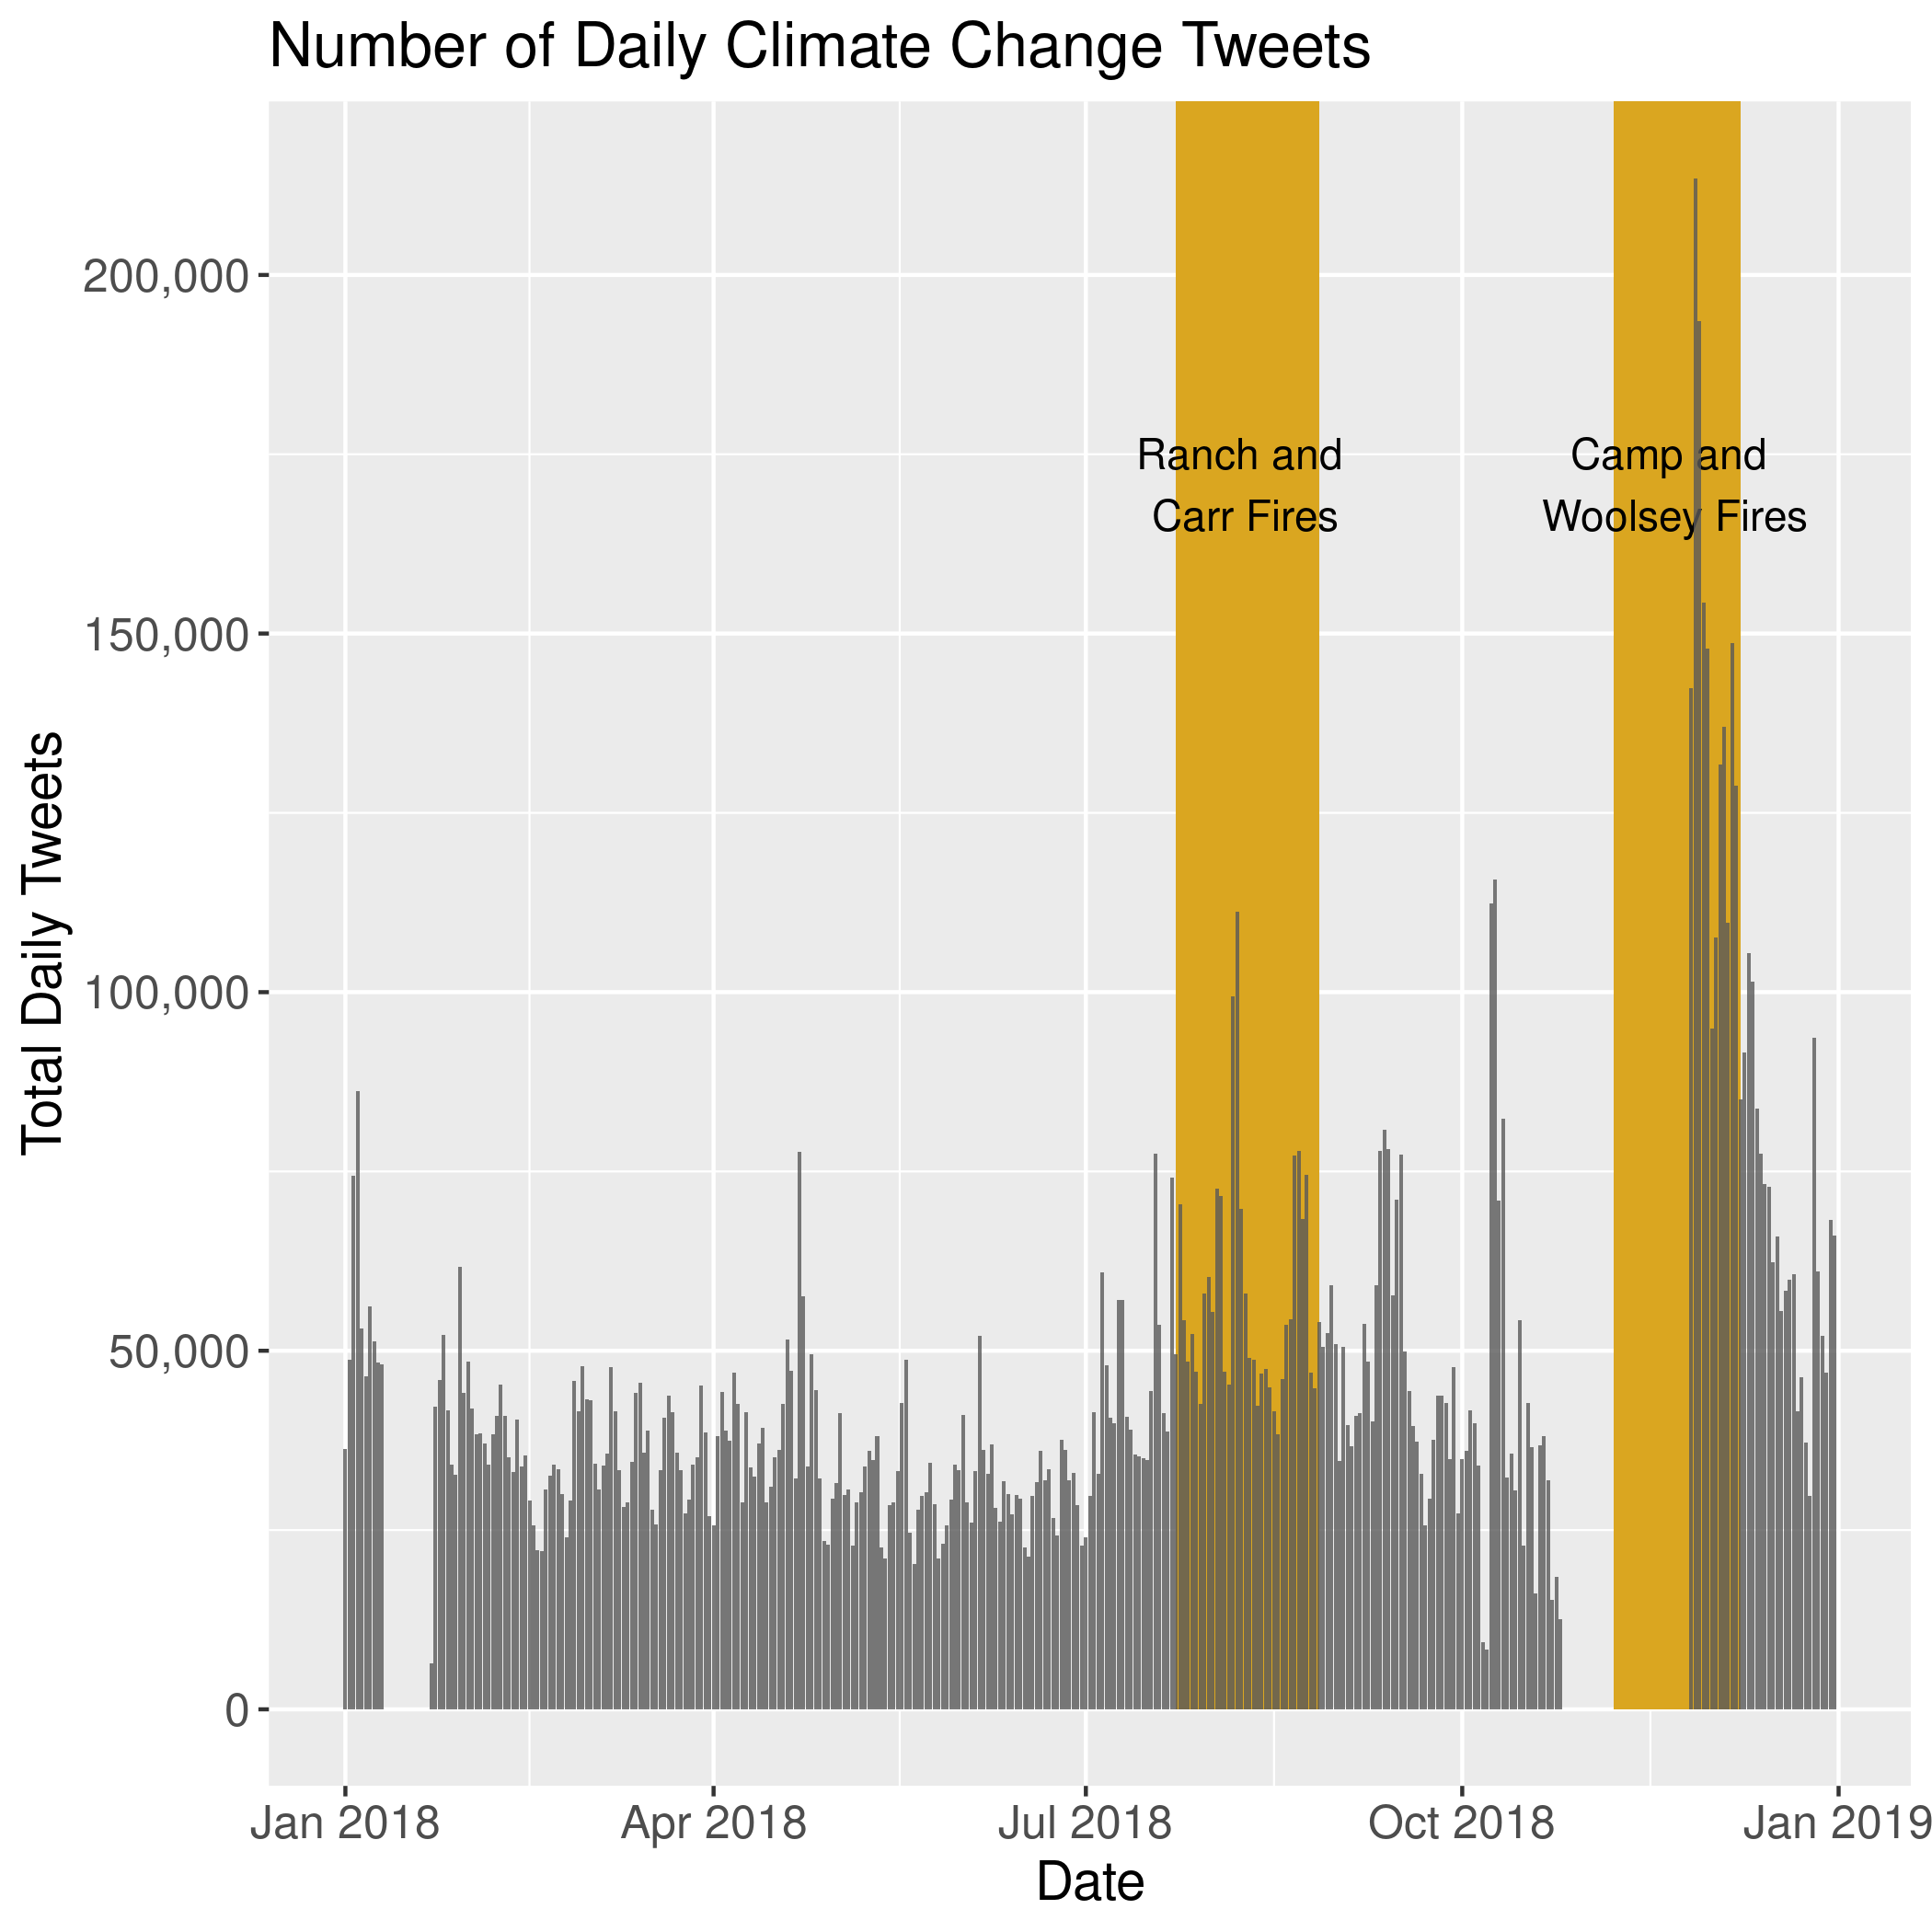 Number of Daily Climate Change Tweets
Total Daily Tweets
200,000
150,000
100,000
50,000
0
Ranch and
Carr Fires
Camp and
Woolsey Fires
Jan 2018
Apr 2018
Jul 2018
Oct 2018
Jan 2019
Date